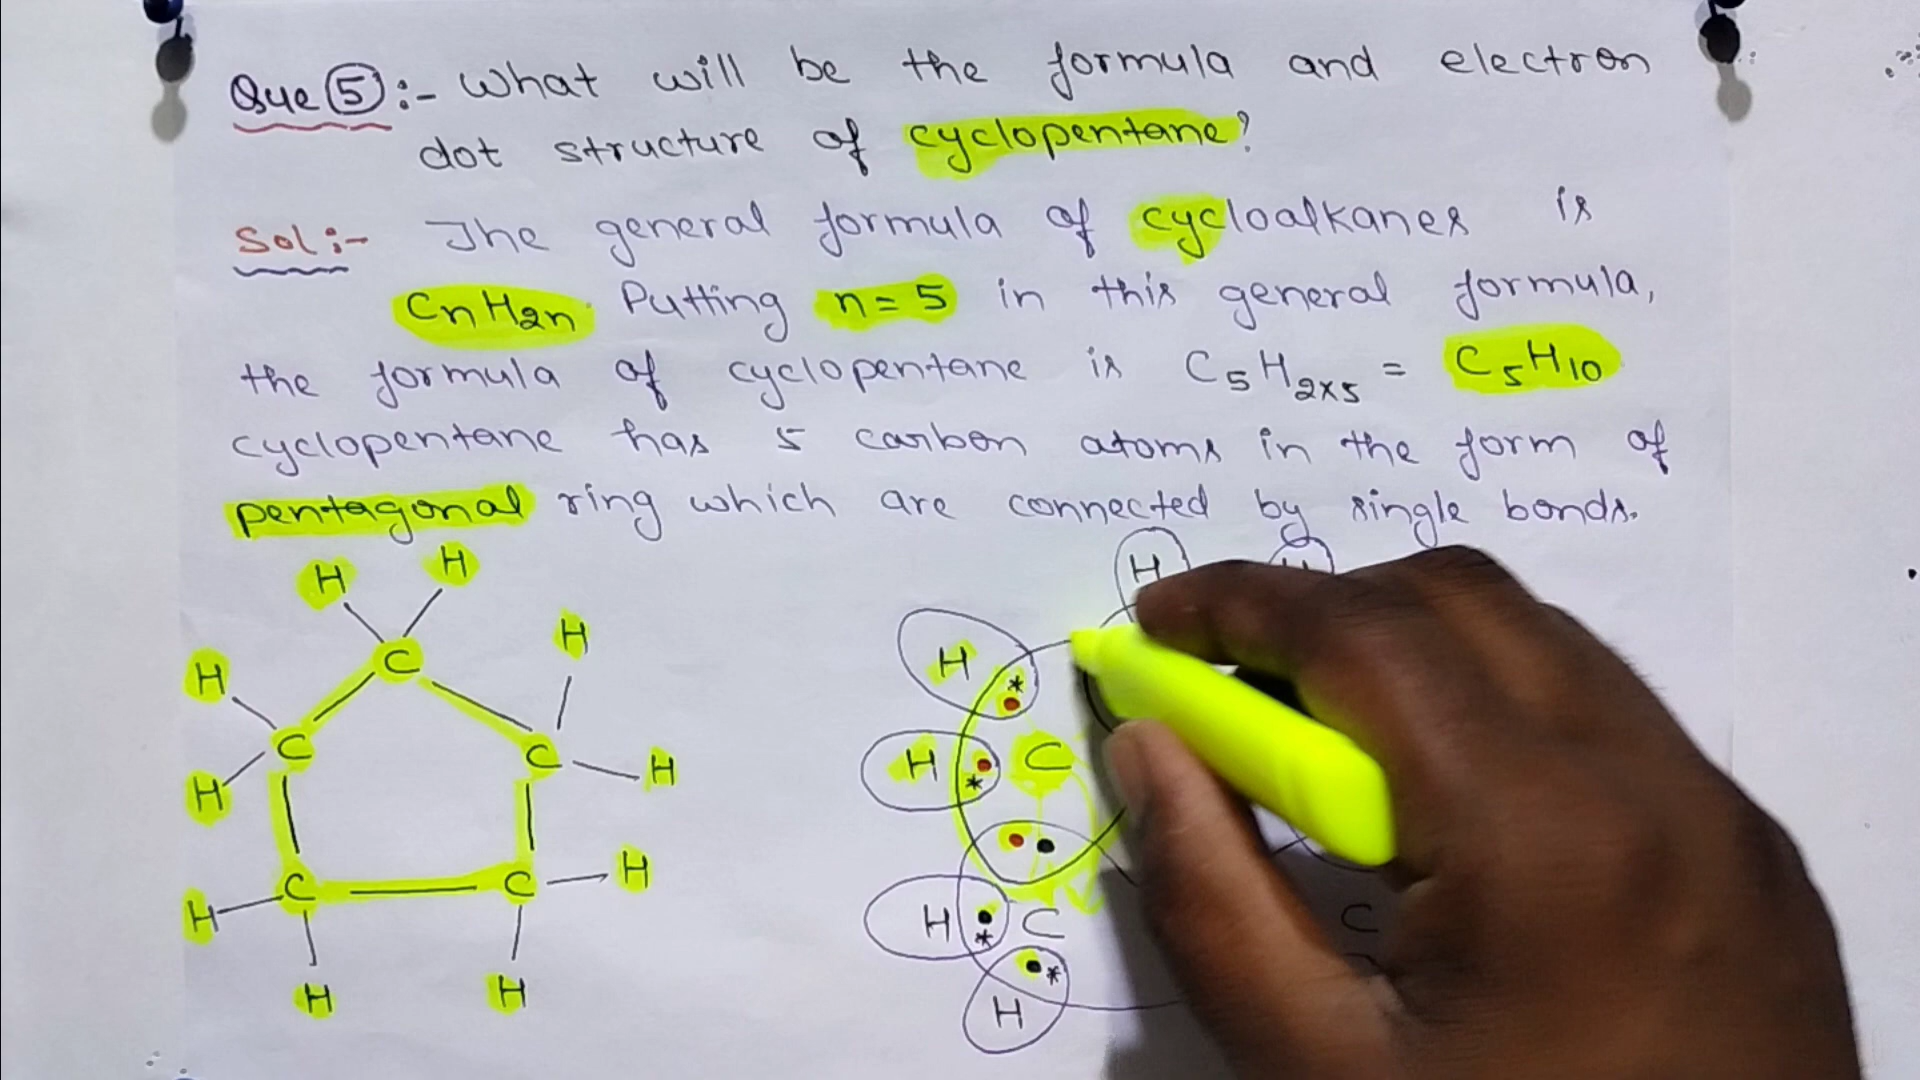 Que 5 :- What will be the formula and electron
dot structure of cyclopentane?
Sol:- The general formula of cycloalkanes is
CnH2n. Putting n=5 in this general formula,
the formula of cyclopentane is C5H2x5 = C5H10
cyclopentane has 5 carbon atoms in the form of
pentagonal ring which are connected by single bonds.
H H
H C H
H C C H
H
C C H
H
H H
H
H
H C
H C C
H